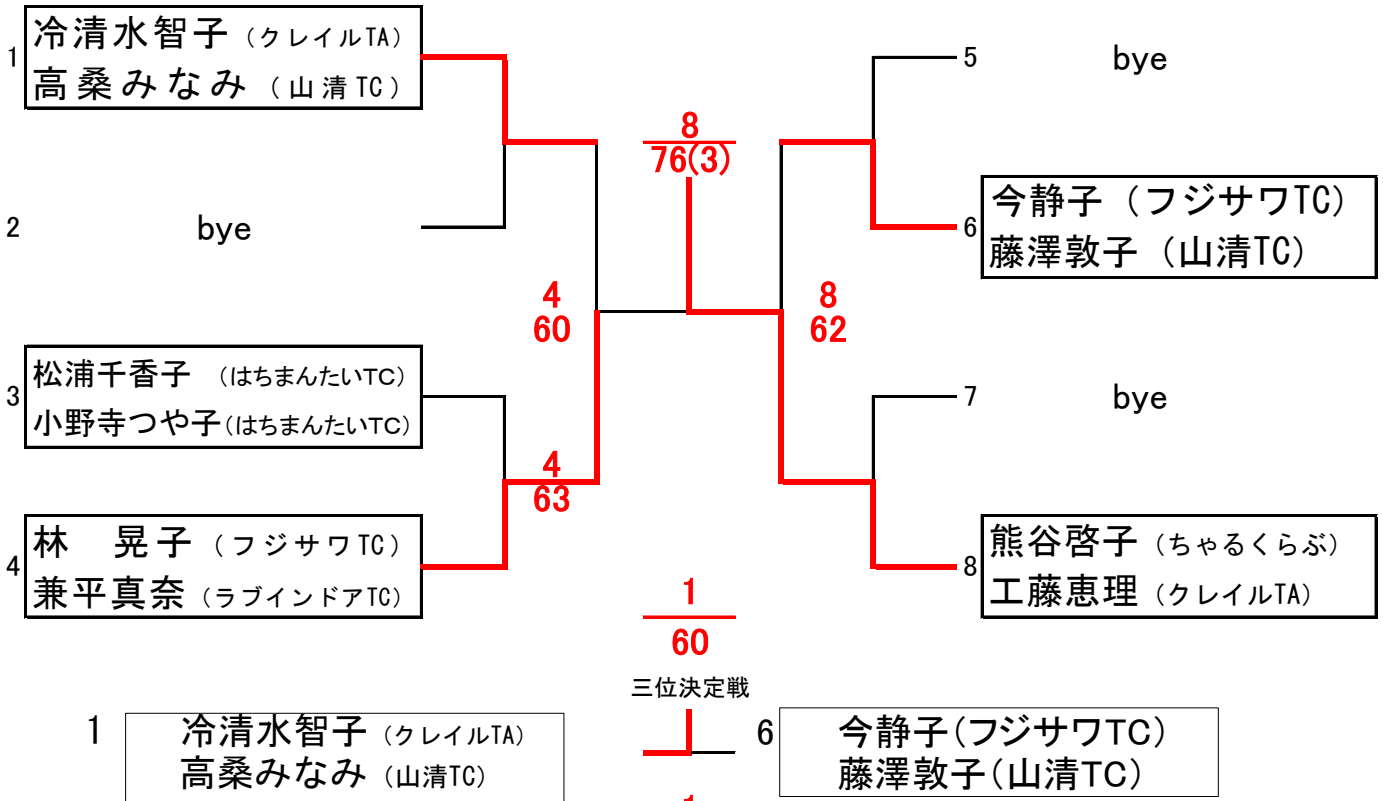 1
冷清水智子（クレイルTA）
高桑みなみ（山清TC）
2
bye
3
松浦千香子　（はちまんたいTC）
小野寺つや子（はちまんたいTC）
4
林　晃子（フジサワTC）
兼平真奈（ラブインドアTC）
4
60
4
63
8
76(3)
8
62
5
bye
6
今静子（フジサワTC）
藤澤敦子（山清TC）
7
bye
8
熊谷啓子（ちゃるくらぶ）
工藤恵理（クレイルTA）
1
60
三位決定戦
1
冷清水智子（クレイルTA）
高桑みなみ（山清TC）
6
今静子(フジサワTC)
藤澤敦子(山清TC)